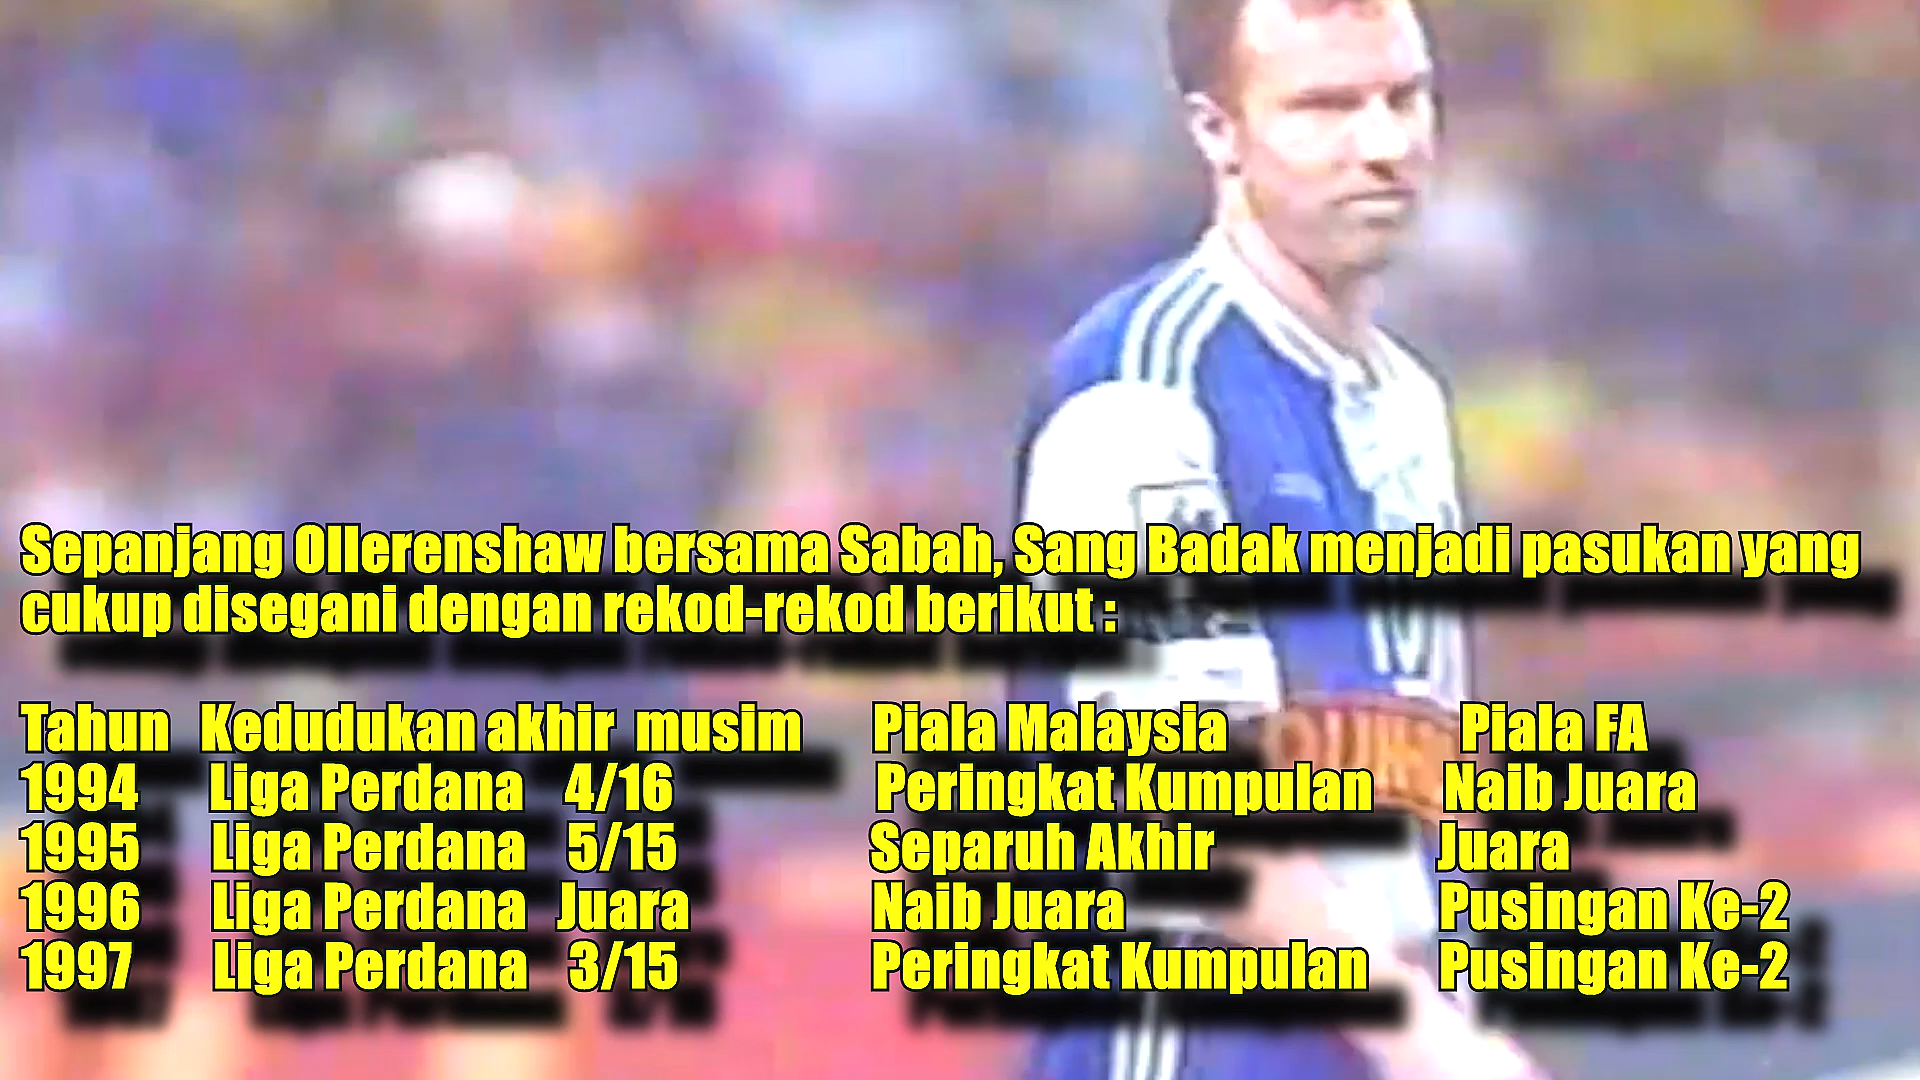 Sepanjang Ollerenshaw bersama Sabah, Sang Badak menjadi pasukan yang
cukup disegani dengan rekod-rekod berikut :
Tahun Kedudukan akhir musim Piala Malaysia Piala FA
1994 Liga Perdana 4/16 Peringkat Kumpulan Naib Juara
1995 Liga Perdana 5/15 Separuh Akhir Juara
1996 Liga Perdana Juara Naib Juara Pusingan Ke-2
1997 Liga Perdana 3/15 Peringkat Kumpulan Pusingan Ke-2